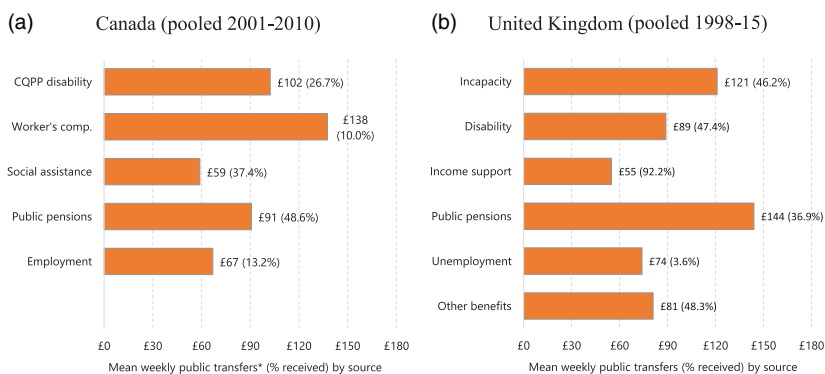 (a) Canada (pooled 2001-2010)
CQPP disability £102 (26.7%)
Worker's comp. £138
(10.0%)
Social assistance £59 (37.4%)
Public pensions £91 (48.6%)
Employment £67 (13.2%)
£0 £30 £60 £90 £120 £150 £180
Mean weekly public transfers* (% received) by source
(b) United Kingdom (pooled 1998-15)
Incapacity £121 (46.2%)
Disability £89 (47.4%)
Income support £55 (92.2%)
Public pensions £144 (36.9%)
Unemployment £74 (3.6%)
Other benefits £81 (48.3%)
£0 £30 £60 £90 £120 £150 £180
Mean weekly public transfers (% received) by source